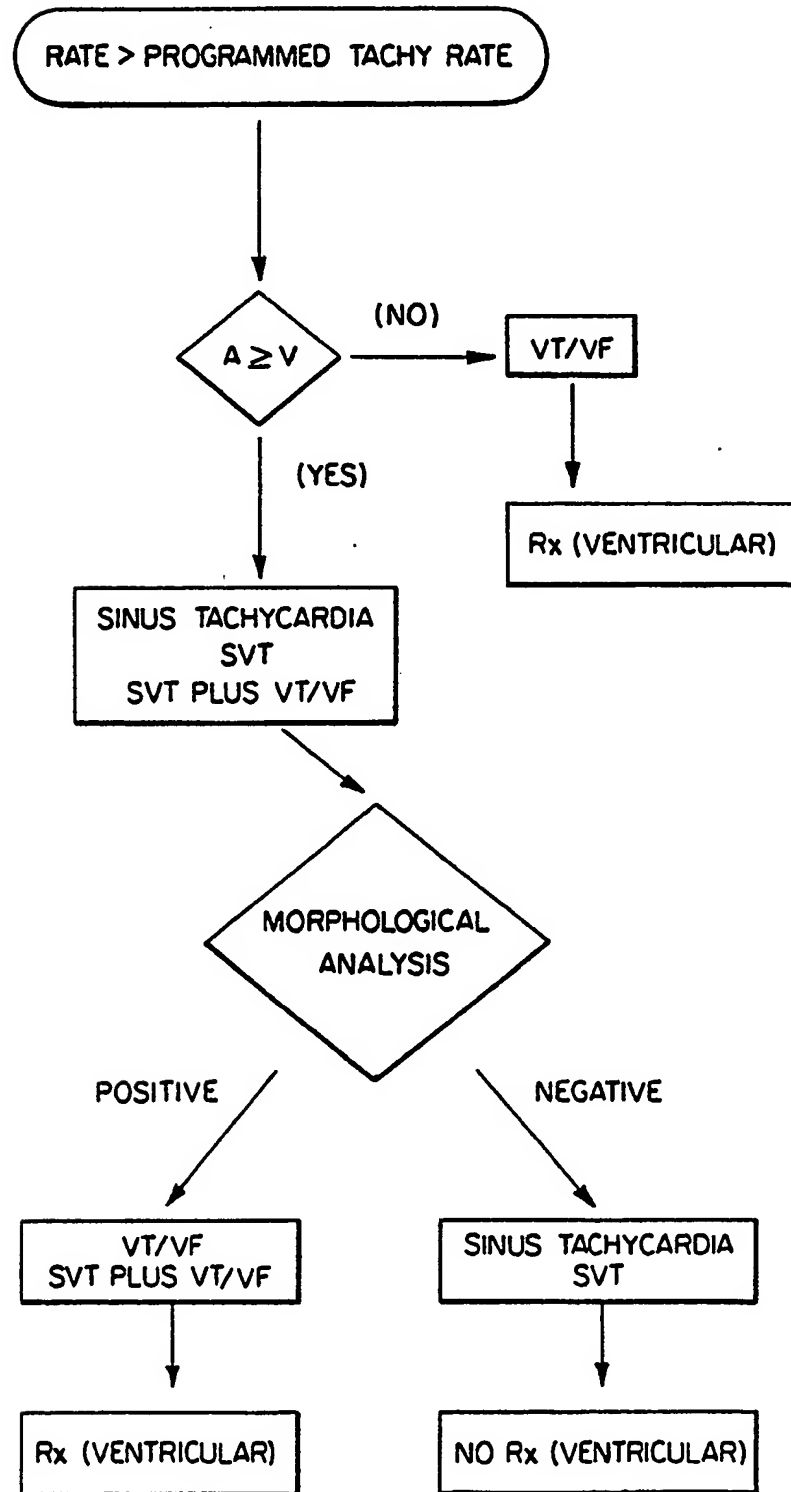 RATE > PROGRAMMED TACHY RATE
A ≥ V
(NO)
VT/VF
(YES)
Rx (VENTRICULAR)
SINUS TACHYCARDIA
SVT
SVT PLUS VT/VF
MORPHOLOGICAL
ANALYSIS
POSITIVE
NEGATIVE
VT/VF
SVT PLUS VT/VF
SINUS TACHYCARDIA
SVT
Rx (VENTRICULAR)
NO Rx (VENTRICULAR)